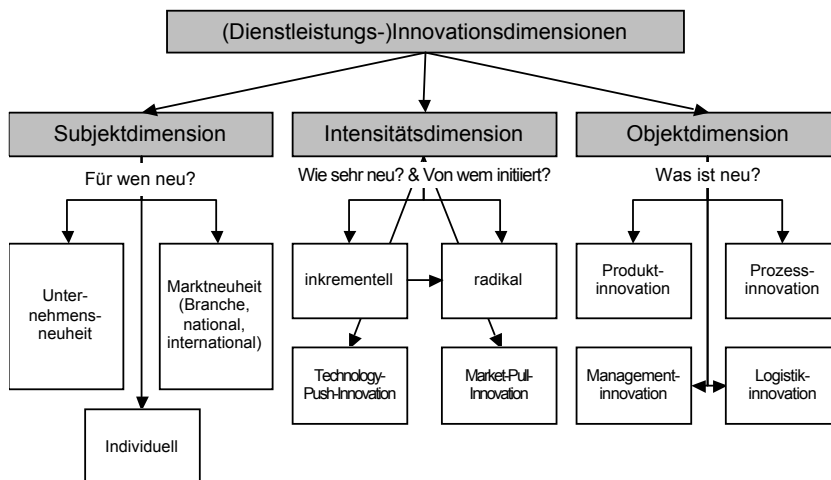 (Dienstleistungs-)Innovationsdimensionen
Subjektdimension
Intensitätsdimension
Objektdimension
Für wen neu?
Wie sehr neu? & Von wem initiiert?
Was ist neu?
Unter-
nehmens-
neuheit
Marktneuheit
(Branche,
national,
international)
Individuell
inkrementell
radikal
Technology-
Push-Innovation
Market-Pull-
Innovation
Produkt-
innovation
Prozess-
innovation
Management-
innovation
Logistik-
innovation